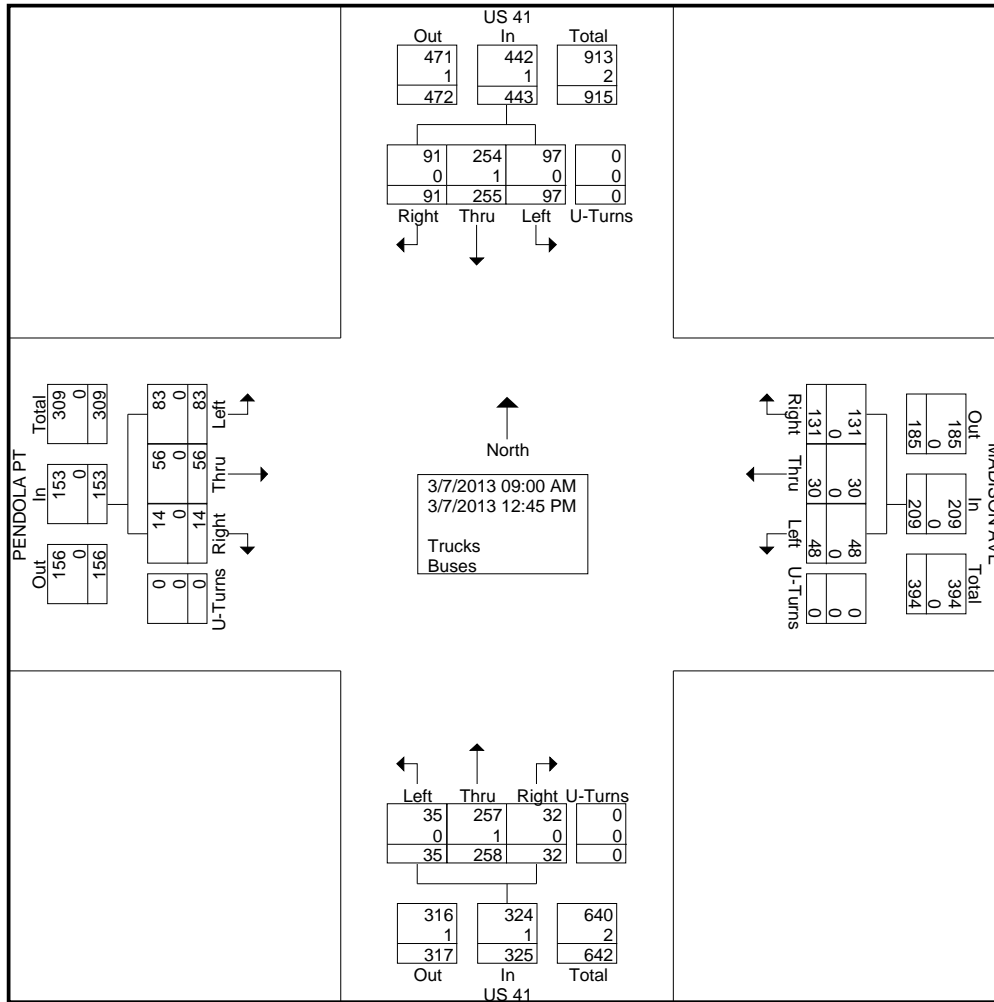 US 41
Out In Total
471 442 913
1 1 2
472 443 915
91 254 97 0
0 1 0 0
91 255 97 0
Right Thru Left U-Turns
PENDOLA PT
Total In Out
309 153 156
0 0 0
309 153 156
83 56 14 0
0 0 0 0
83 56 14 0
Left Thru Right U-Turns
North
3/7/2013 09:00 AM
3/7/2013 12:45 PM
Trucks
Buses
MADISON AVE
Out In Total
185 209 394
0 0 0
185 209 394
131 30 48 0
0 0 0 0
131 30 48 0
Right Thru Left U-Turns
Left Thru Right U-Turns
35 257 32 0
0 1 0 0
35 258 32 0
316 324 640
1 1 2
317 325 642
Out In Total
US 41